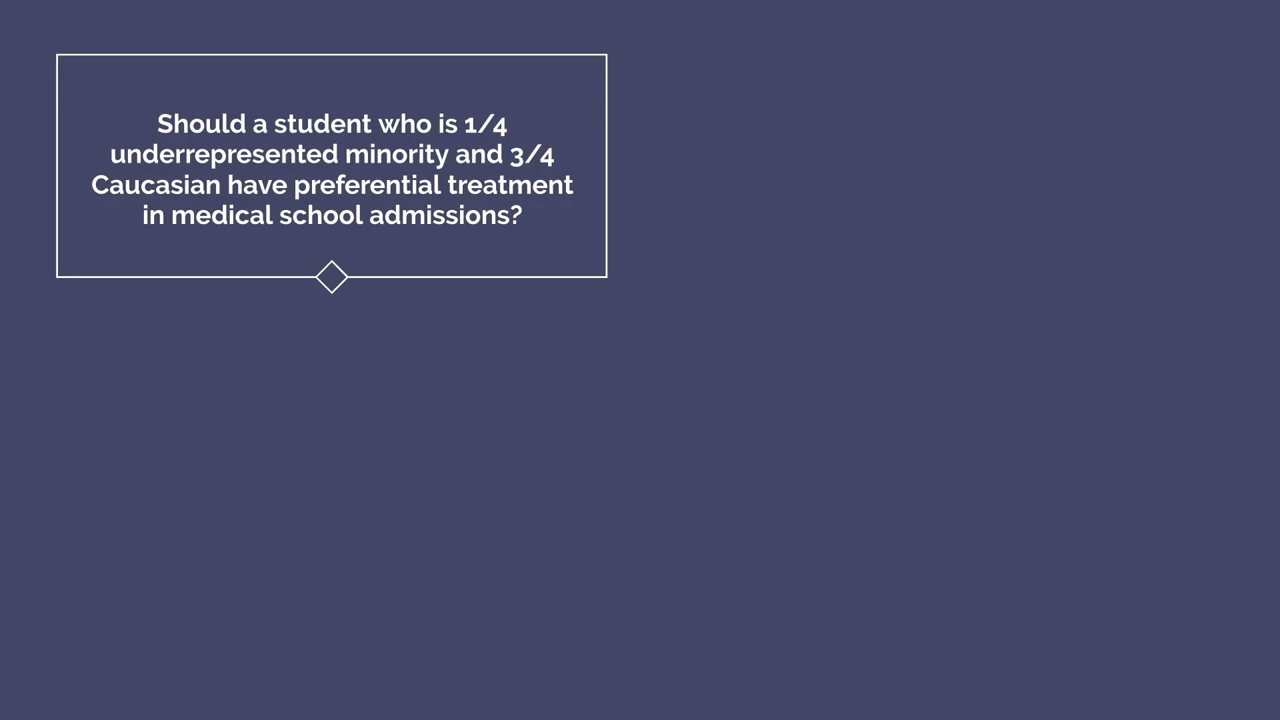 Should a student who is 1/4
underrepresented minority and 3/4
Caucasian have preferential treatment
in medical school admissions?